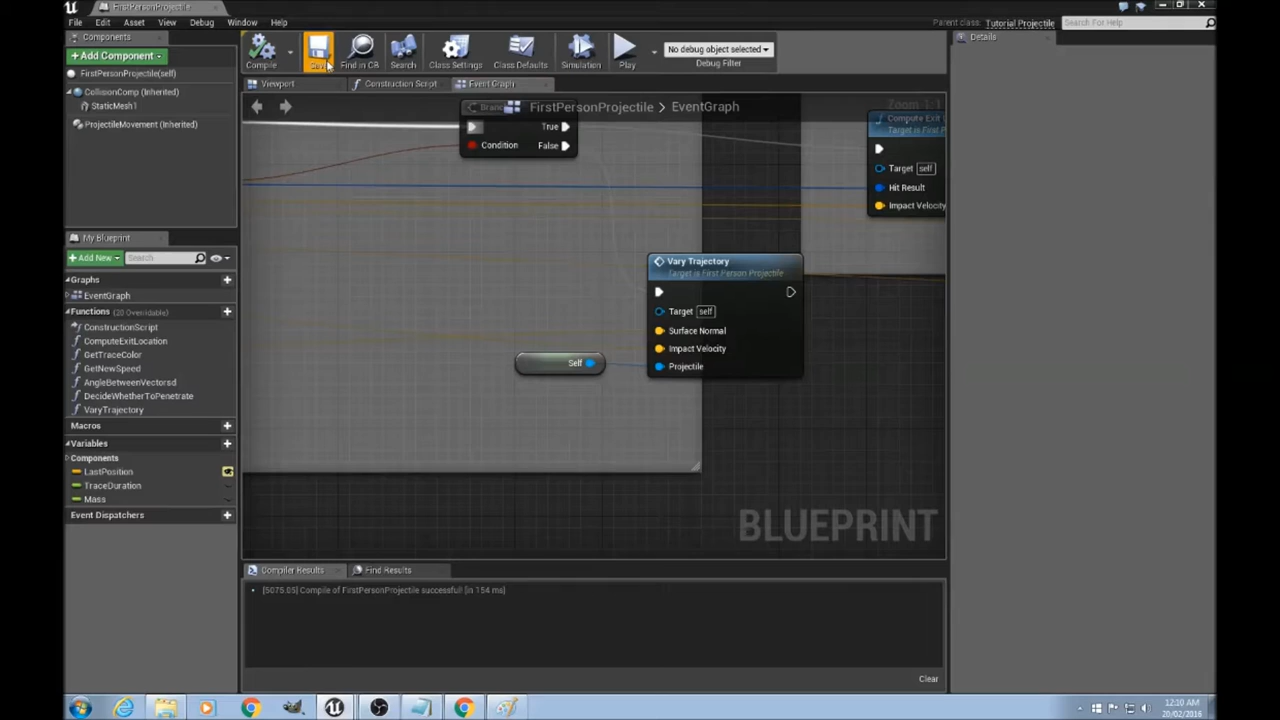 FirstPersonProjectile
File Edit Asset View Debug Window Help
Parent class: Tutorial Projectile
Search For Help
Components
Add Component
FirstPersonProjectile(self)
CollisionComp (Inherited)
StaticMesh1
ProjectileMovement (Inherited)
Compile
Find in CB
Search
Class Settings
Class Defaults
Simulation
Play
No debug object selected
Debug Filter
Details
Viewport
Construction Script
Event Graph
FirstPersonProjectile > EventGraph
Zoom 1:1
True
Condition
False
Compute Exit
Target is First P
Target self
Hit Result
Impact Velocity
Vary Trajectory
Target is First Person Projectile
Target self
Surface Normal
Impact Velocity
Projectile
Self
BLUEPRINT
My Blueprint
Add New
Search
Graphs
EventGraph
Functions (20 Overridable)
ConstructionScript
ComputeExitLocation
GetTraceColor
GetNewSpeed
AngleBetweenVectorsd
DecideWhetherToPenetrate
VaryTrajectory
Macros
Variables
Components
LastPosition
TraceDuration
Mass
Event Dispatchers
Compiler Results
Find Results
[5075.05] Compile of FirstPersonProjectile successful! [in 154 ms]
Clear
12:10 AM
20/02/2016